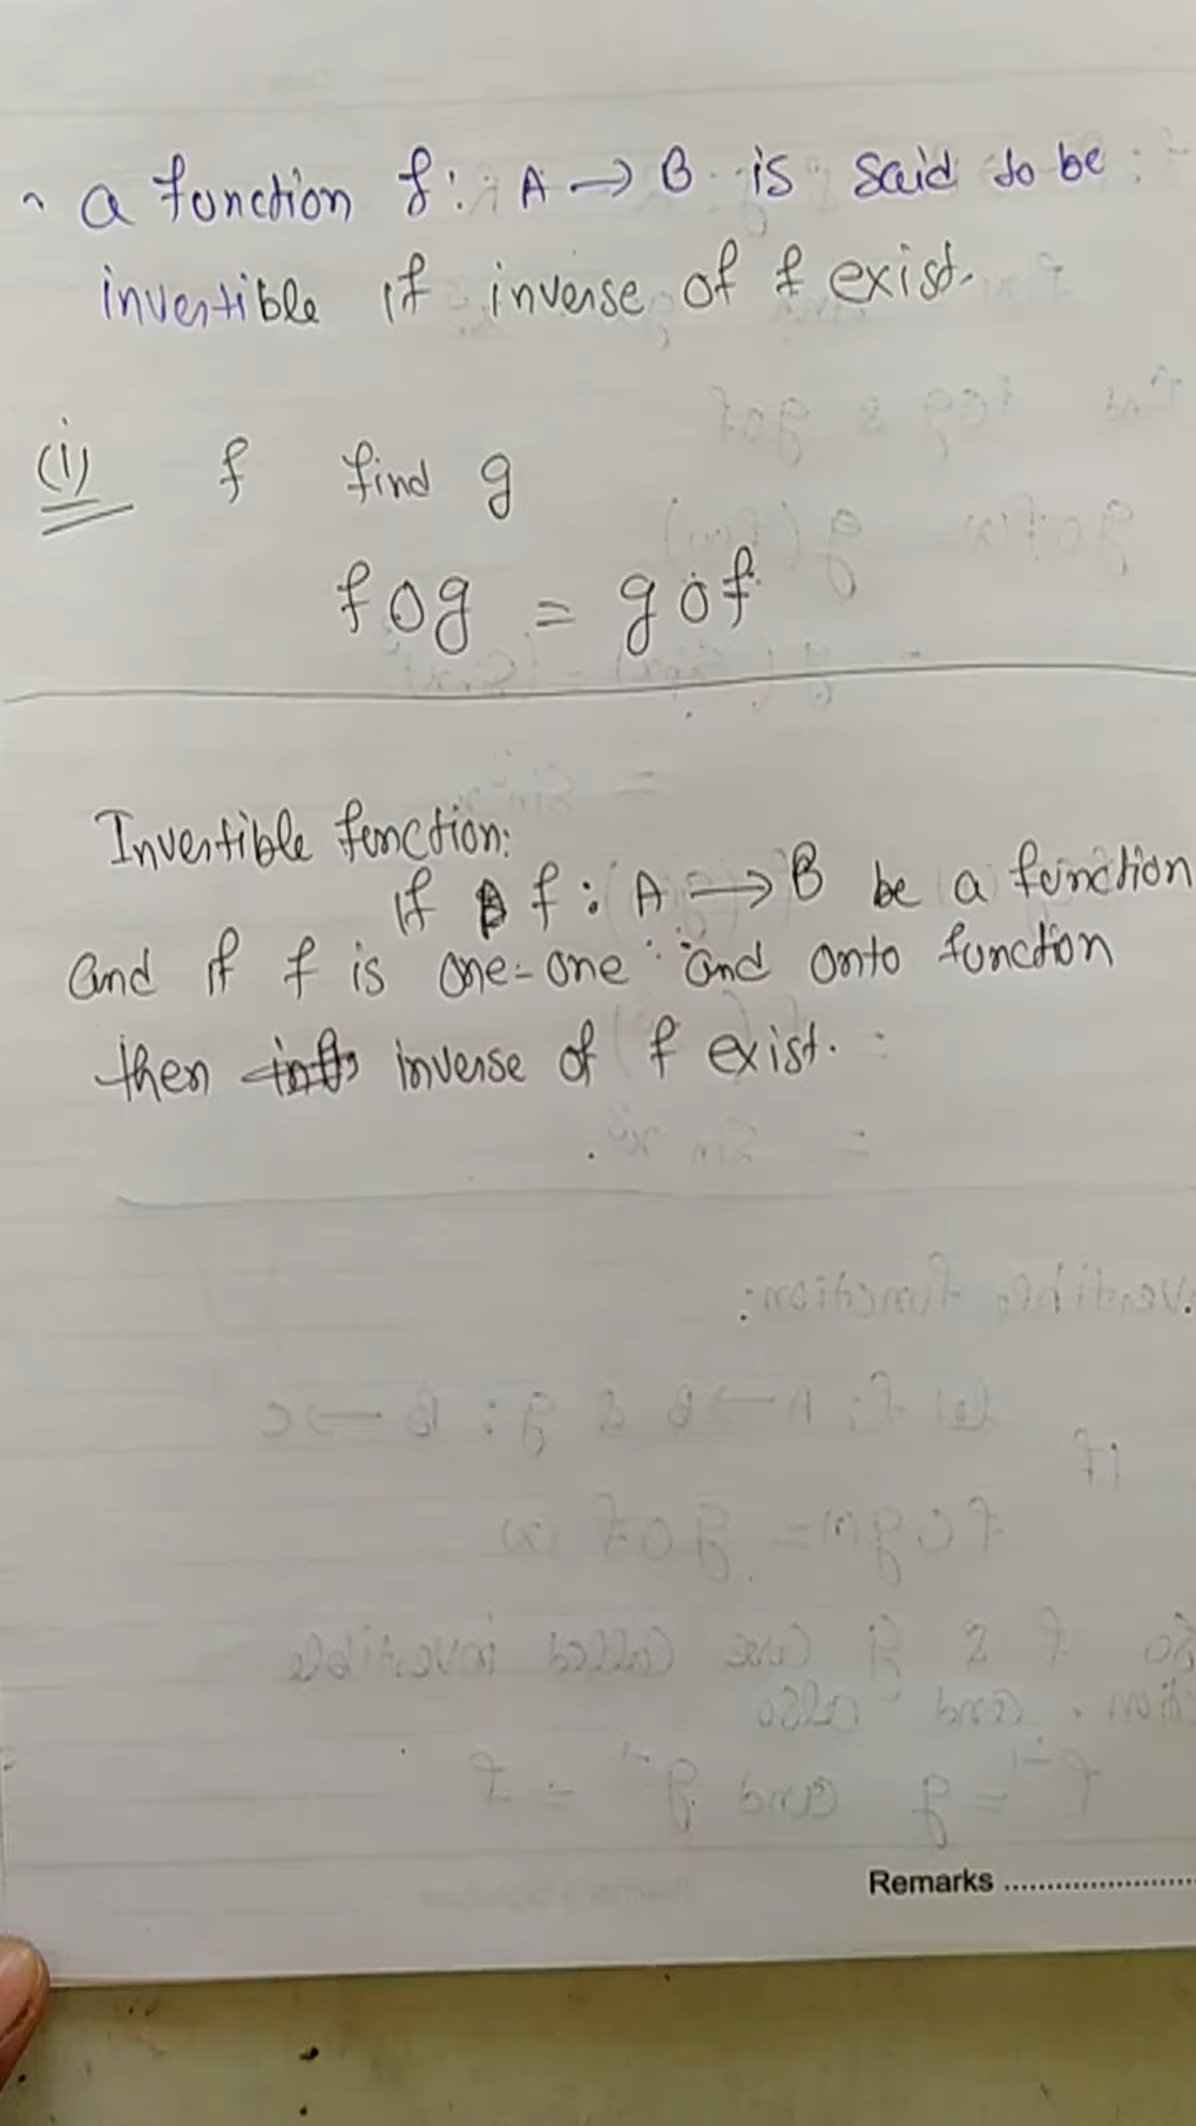 a function f: A → B is said to be
invertible if inverse of f exist.
(i) f find g
fog = gof
Invertible function:
If f: A → B be a function
and if f is one-one and onto function
then inverse of f exist.
Remarks ......................